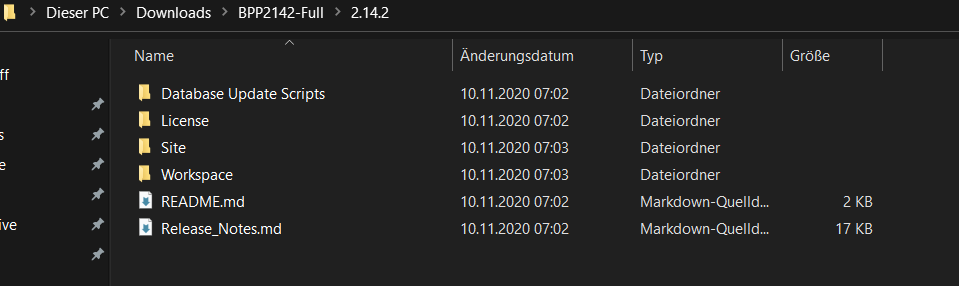 Dieser PC > Downloads > BPP2142-Full > 2.14.2
Name Änderungsdatum Typ Größe
Database Update Scripts 10.11.2020 07:02 Dateiordner
License 10.11.2020 07:02 Dateiordner
Site 10.11.2020 07:03 Dateiordner
Workspace 10.11.2020 07:03 Dateiordner
README.md 10.11.2020 07:02 Markdown-Quelld... 2 KB
Release_Notes.md 10.11.2020 07:02 Markdown-Quelld... 17 KB